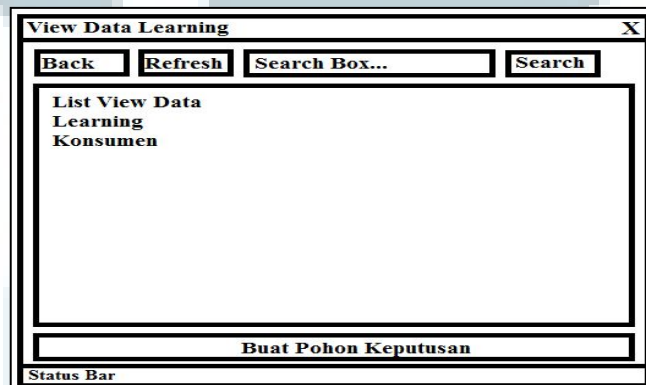 View Data Learning X
Back Refresh Search Box... Search
List View Data
Learning
Konsumen
Buat Pohon Keputusan
Status Bar